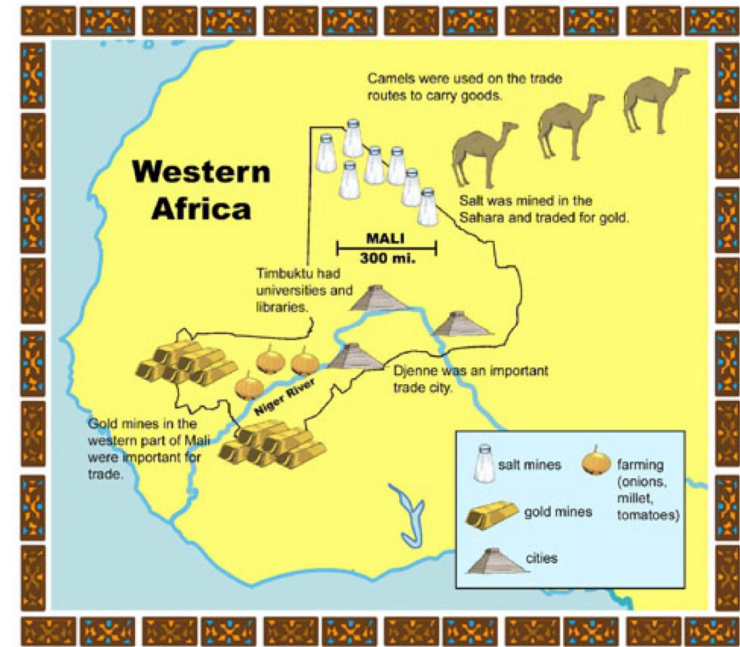 Camels were used on the trade
routes to carry goods.
Western
Africa
Salt was mined in the
Sahara and traded for gold.
MALI
300 mi.
Timbuktu had
universities and
libraries.
Djenne was an important
trade city.
Niger River
Gold mines in the
western part of Mali
were important for
trade.
salt mines
farming
(onions,
millet,
tomatoes)
gold mines
cities